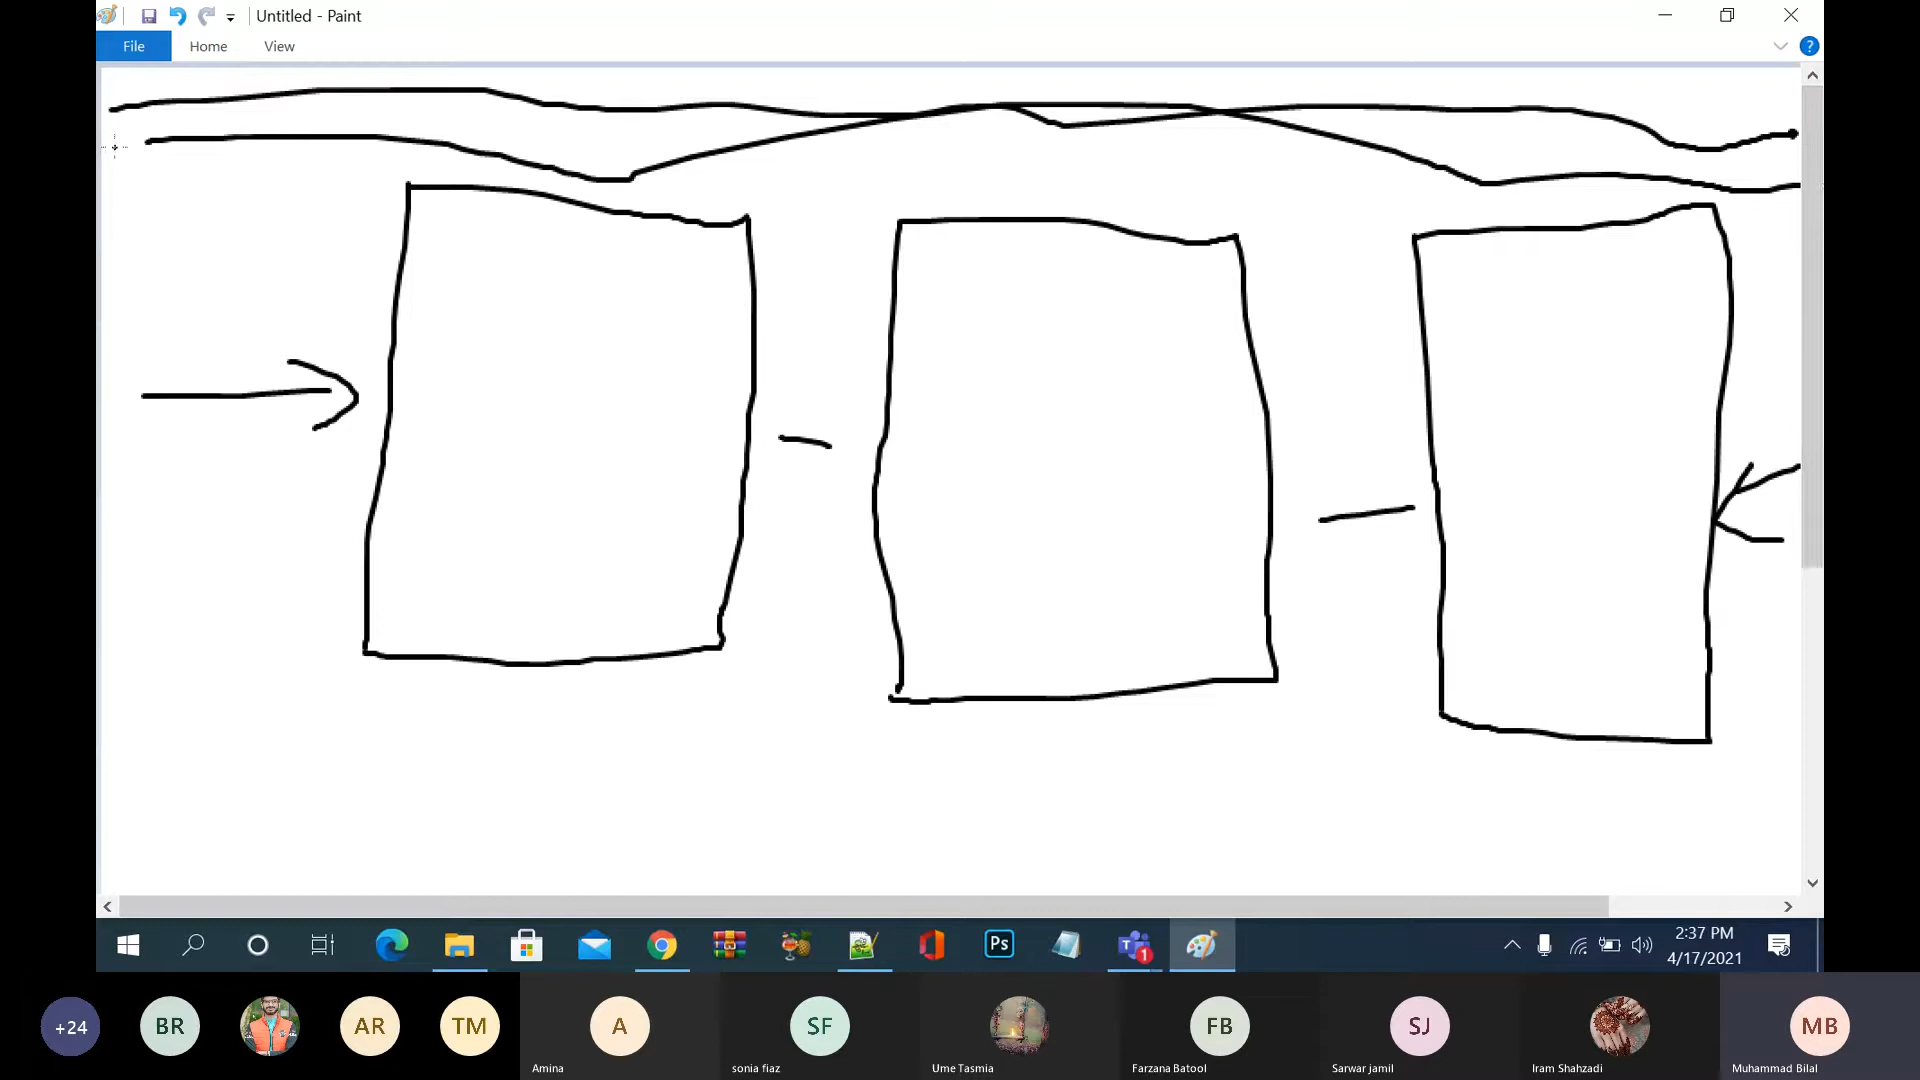 Untitled - Paint
File
Home
View
?
Ps
T
1
2:37 PM
4/17/2021
+24
BR
AR
TM
A
SF
FB
SJ
MB
Amina
sonia fiaz
Ume Tasmia
Farzana Batool
Sarwar jamil
Iram Shahzadi
Muhammad Bilal